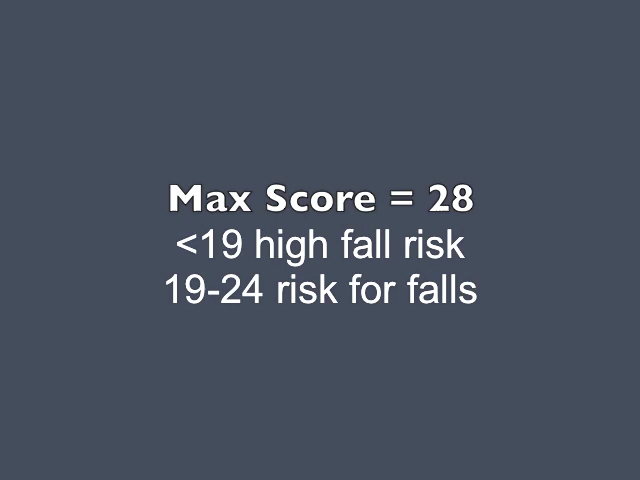 Max Score = 28
<19 high fall risk
19-24 risk for falls